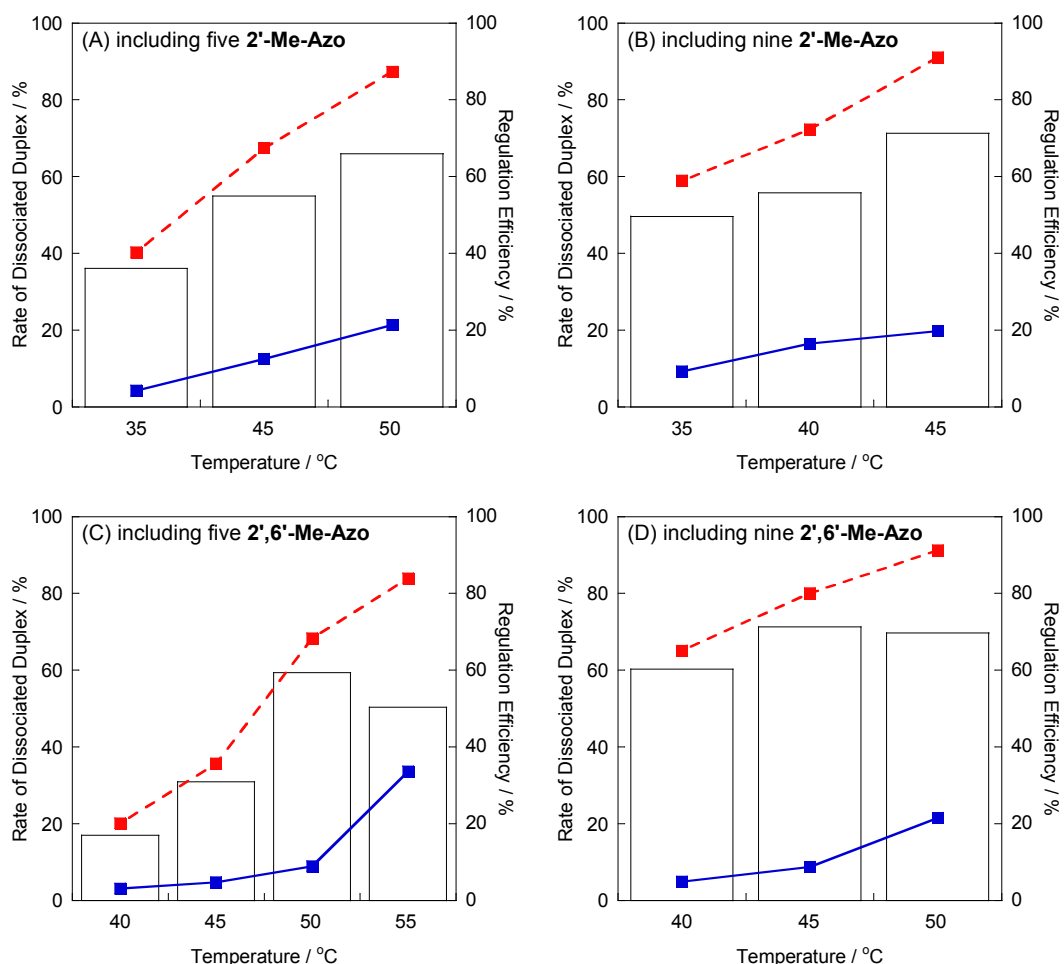 (A) including five 2'-Me-Azo
100
80
60
40
20
0
Rate of Dissociated Duplex / %
100
80
60
40
20
0
Regulation Efficiency / %
35 45 50
Temperature / °C
(B) including nine 2'-Me-Azo
100
80
60
40
20
0
Rate of Dissociated Duplex / %
100
80
60
40
20
0
Regulation Efficiency / %
35 40 45
Temperature / °C
(C) including five 2',6'-Me-Azo
100
80
60
40
20
0
Rate of Dissociated Duplex / %
100
80
60
40
20
0
Regulation Efficiency / %
40 45 50 55
Temperature / °C
(D) including nine 2',6'-Me-Azo
100
80
60
40
20
0
Rate of Dissociated Duplex / %
100
80
60
40
20
0
Regulation Efficiency / %
40 45 50
Temperature / °C